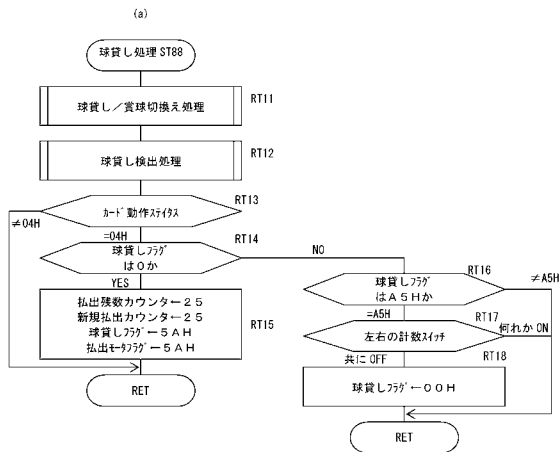 (a)
球貸し処理 ST88
球貸し／賞球切換え処理
RT11
球貸し検出処理
RT12
RT13
ｶｰﾄﾞ動作ｽﾃｲﾀｽ
≠04H
=04H
RT14
球貸しﾌﾗｸﾞ
は0か
NO
YES
RT16
球貸しﾌﾗｸﾞ
はA5Hか
≠A5H
払出残数カウンタ←25
新規払出カウンタ←25
球貸しﾌﾗｸﾞ←5AH
払出ﾓｰﾀﾌﾗｸﾞ←5AH
RT15
=A5H
RT17
左右の計数ｽｲｯﾁ
何れか ON
共に OFF
RT18
球貸しﾌﾗｸﾞ←00H
RET
RET